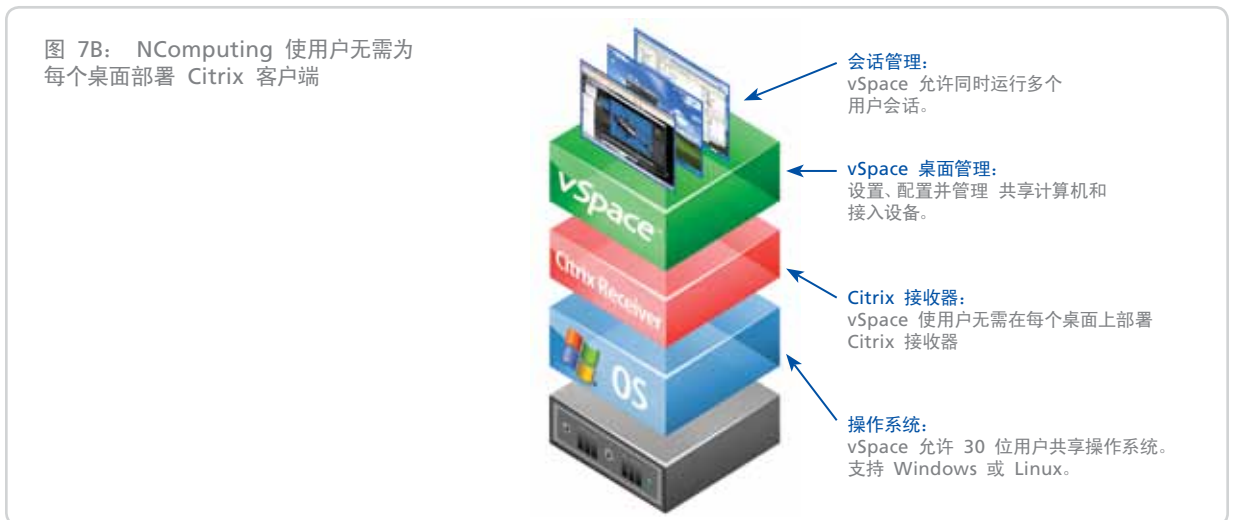 图 7B： NComputing 使用户无需为
每个桌面部署 Citrix 客户端
会话管理：
vSpace 允许同时运行多个
用户会话。
vSpace 桌面管理：
设置、配置并管理 共享计算机和
接入设备。
Citrix 接收器：
vSpace 使用户无需在每个桌面上部署
Citrix 接收器
操作系统：
vSpace 允许 30 位用户共享操作系统。
支持 Windows 或 Linux。
vSpace
Citrix Receiver
OS